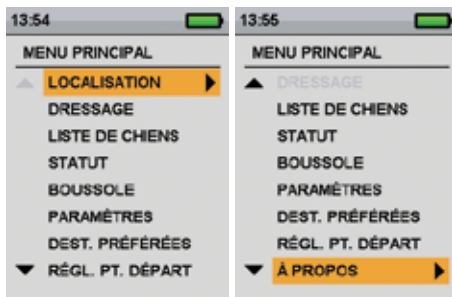 13:54
MENU PRINCIPAL
LOCALISATION
DRESSAGE
LISTE DE CHIENS
STATUT
BOUSSOLE
PARAMÈTRES
DEST. PRÉFÉRÉES
RÉGL. PT. DÉPART
13:55
MENU PRINCIPAL
DRESSAGE
LISTE DE CHIENS
STATUT
BOUSSOLE
PARAMÈTRES
DEST. PRÉFÉRÉES
RÉGL. PT. DÉPART
À PROPOS